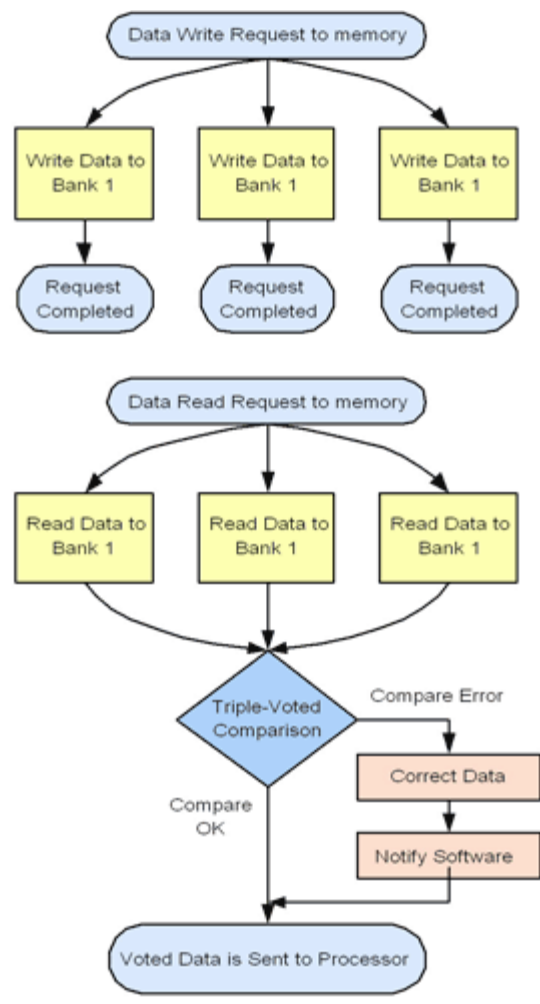 Data Write Request to memory
Write Data to
Bank 1
Write Data to
Bank 1
Write Data to
Bank 1
Request
Completed
Request
Completed
Request
Completed
Data Read Request to memory
Read Data to
Bank 1
Read Data to
Bank 1
Read Data to
Bank 1
Triple-Voted
Comparison
Compare Error
Correct Data
Compare
OK
Notify Software
Voted Data is Sent to Processor